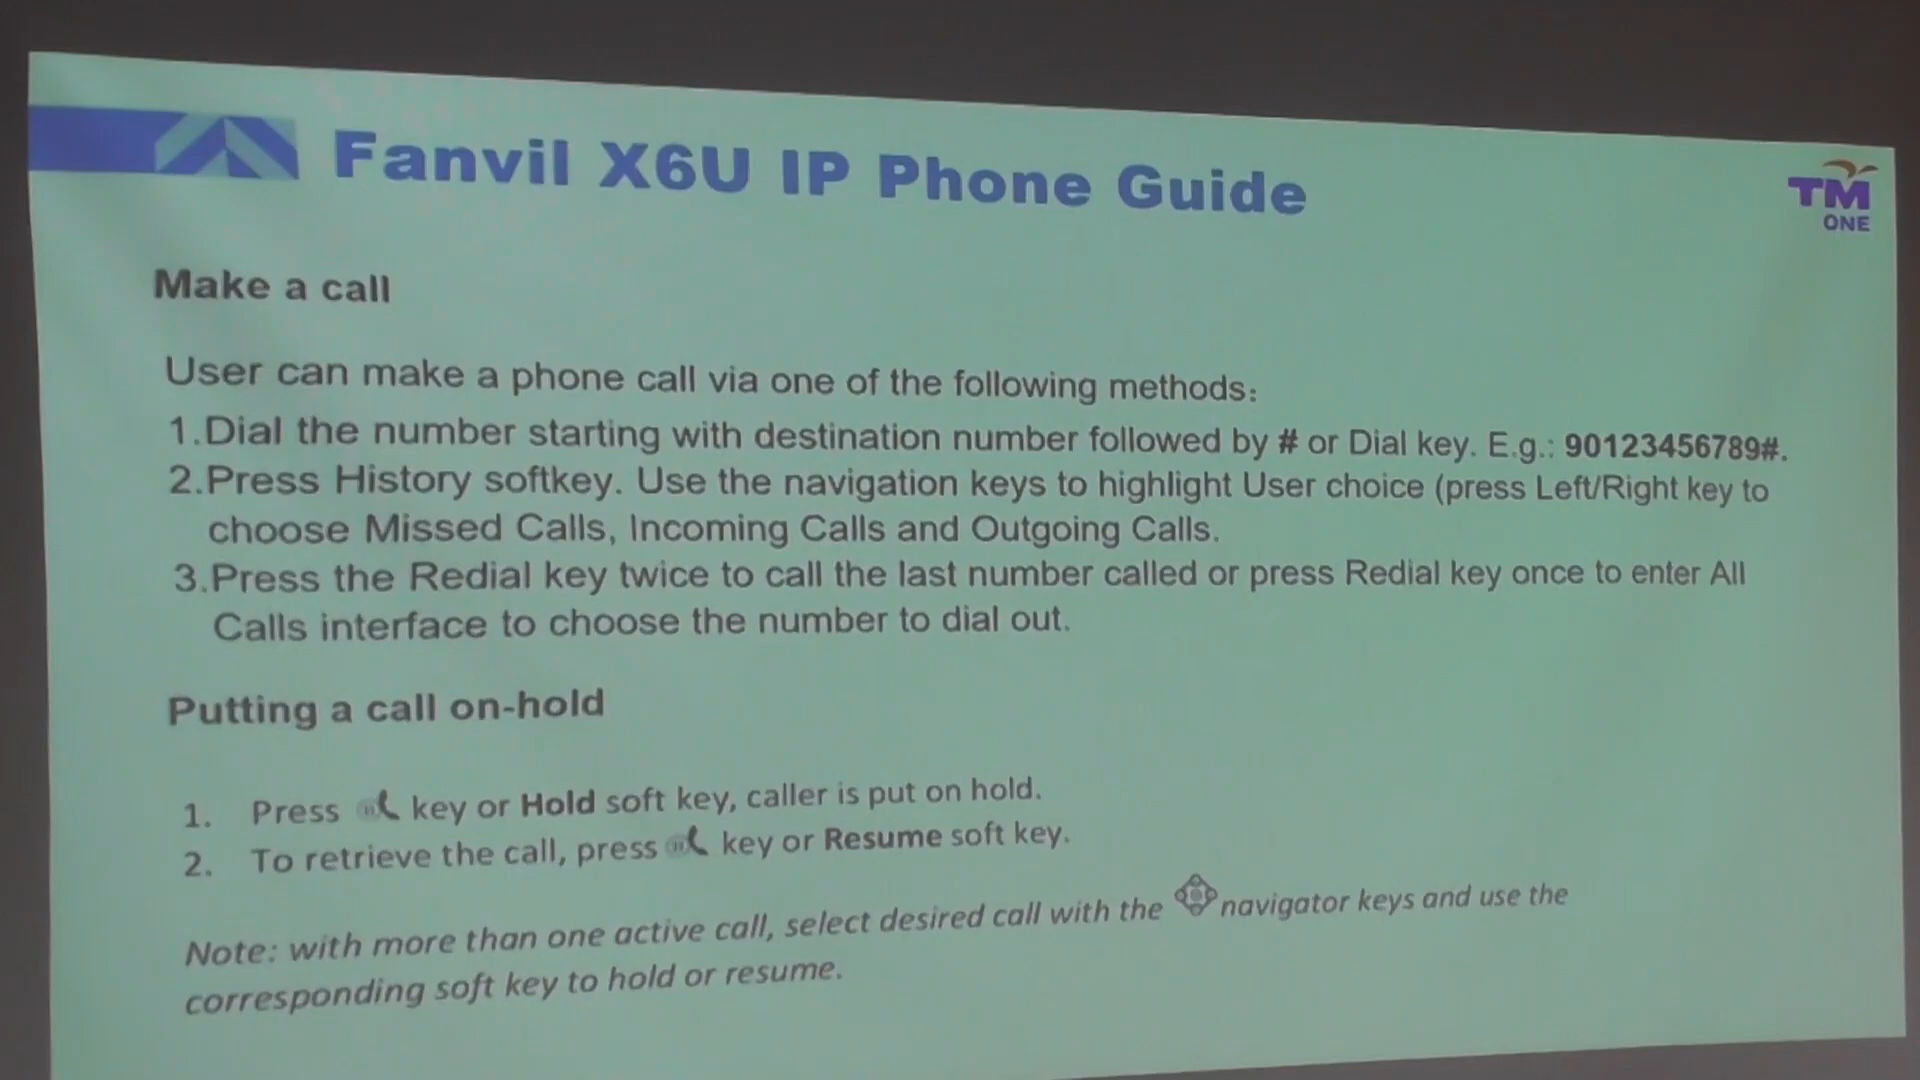 Fanvil X6U IP Phone Guide
TM
ONE
Make a call
User can make a phone call via one of the following methods:
1.Dial the number starting with destination number followed by # or Dial key. E.g.: 90123456789#.
2.Press History softkey. Use the navigation keys to highlight User choice (press Left/Right key to
choose Missed Calls, Incoming Calls and Outgoing Calls.
3.Press the Redial key twice to call the last number called or press Redial key once to enter All
Calls interface to choose the number to dial out.
Putting a call on-hold
1. Press key or Hold soft key, caller is put on hold.
2. To retrieve the call, press key or Resume soft key.
Note: with more than one active call, select desired call with the navigator keys and use the
corresponding soft key to hold or resume.